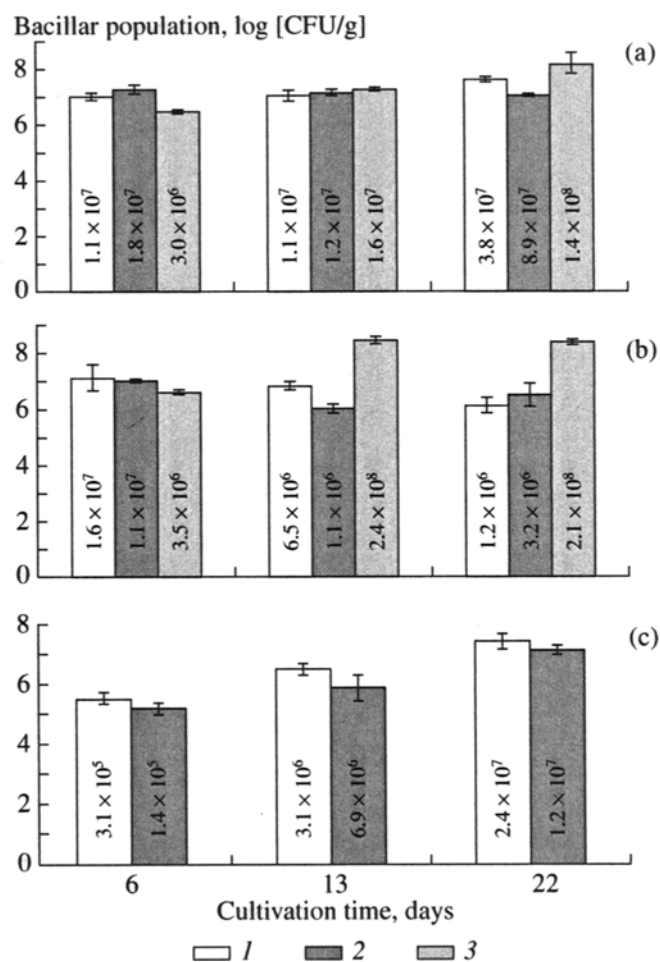 Bacillar population, log [CFU/g]
(a)
8
6
4
2
0
1.1 × 10⁷
1.8 × 10⁷
3.0 × 10⁶
1.1 × 10⁷
1.2 × 10⁷
1.6 × 10⁷
3.8 × 10⁷
8.9 × 10⁷
1.4 × 10⁸
(b)
8
6
4
2
0
1.6 × 10⁷
1.1 × 10⁷
3.5 × 10⁶
6.5 × 10⁶
1.1 × 10⁶
2.4 × 10⁸
1.2 × 10⁶
3.2 × 10⁶
2.1 × 10⁸
(c)
8
6
4
2
0
3.1 × 10⁵
1.4 × 10⁵
3.1 × 10⁶
6.9 × 10⁶
2.4 × 10⁷
1.2 × 10⁷
6 13 22
Cultivation time, days
1 2 3